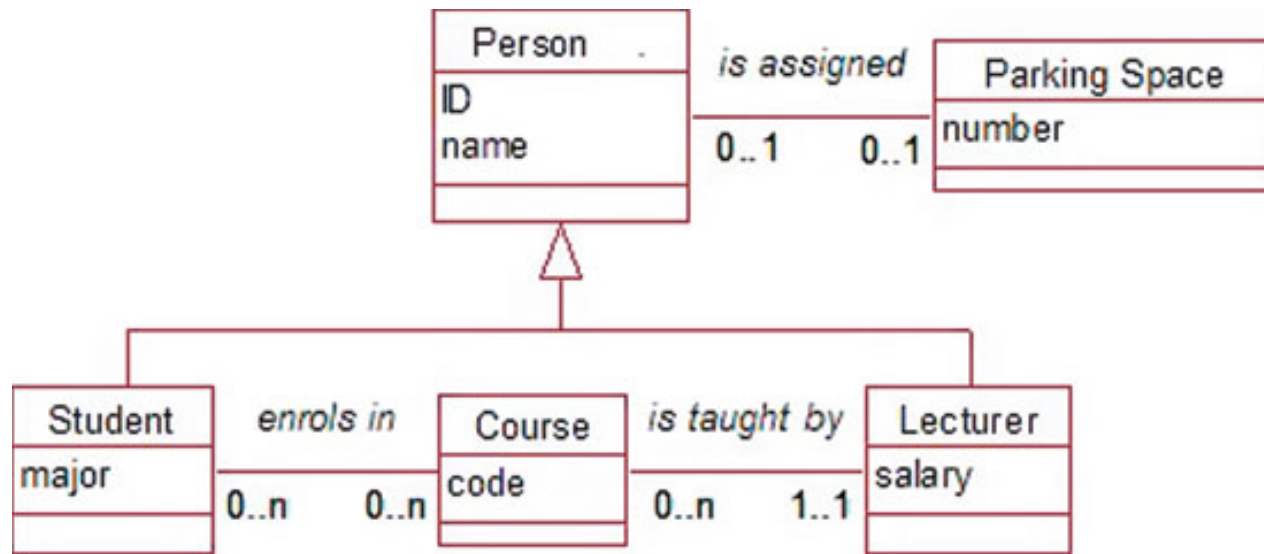 Person
ID
name
is assigned
0..1
0..1
Parking Space
number
Student
major
enrols in
0..n
0..n
Course
code
is taught by
0..n
1..1
Lecturer
salary